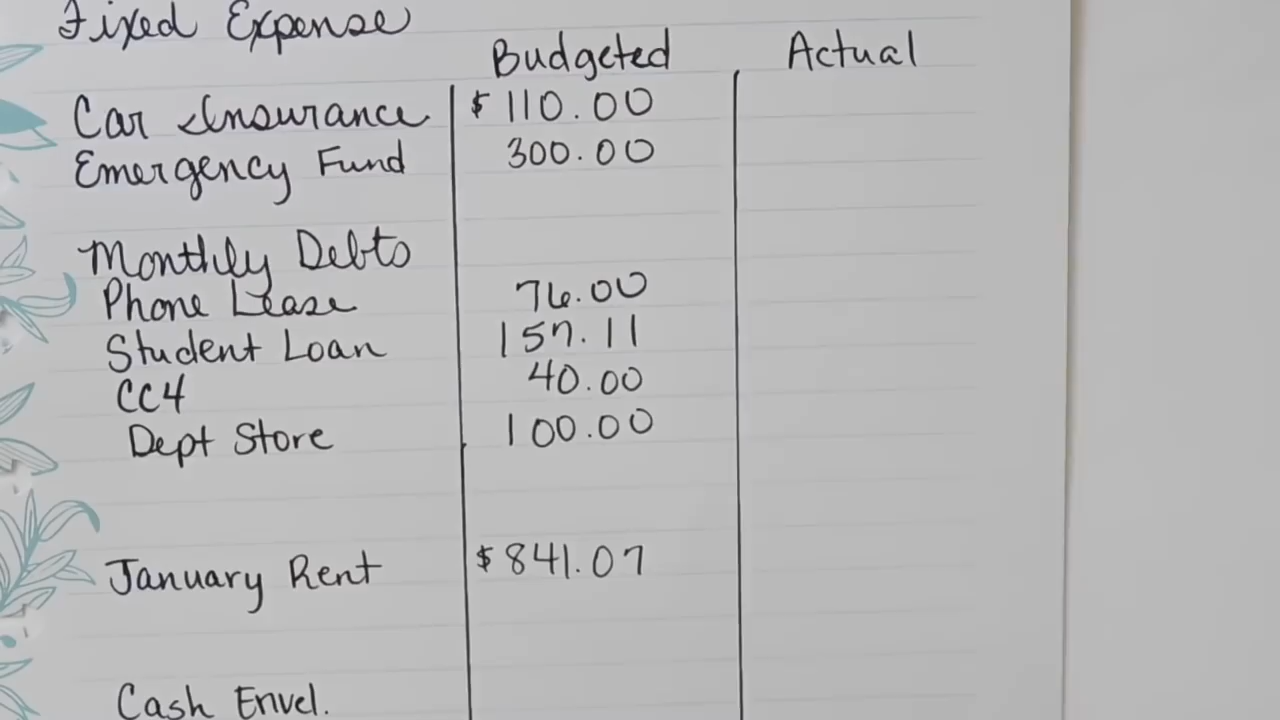 Fixed Expense
Budgeted Actual
Car Insurance $ 110.00
Emergency Fund 300.00
Monthly Debts
Phone Lease 76.00
Student Loan 157.11
CC4 40.00
Dept Store 100.00
January Rent $ 841.07
Cash Envel.